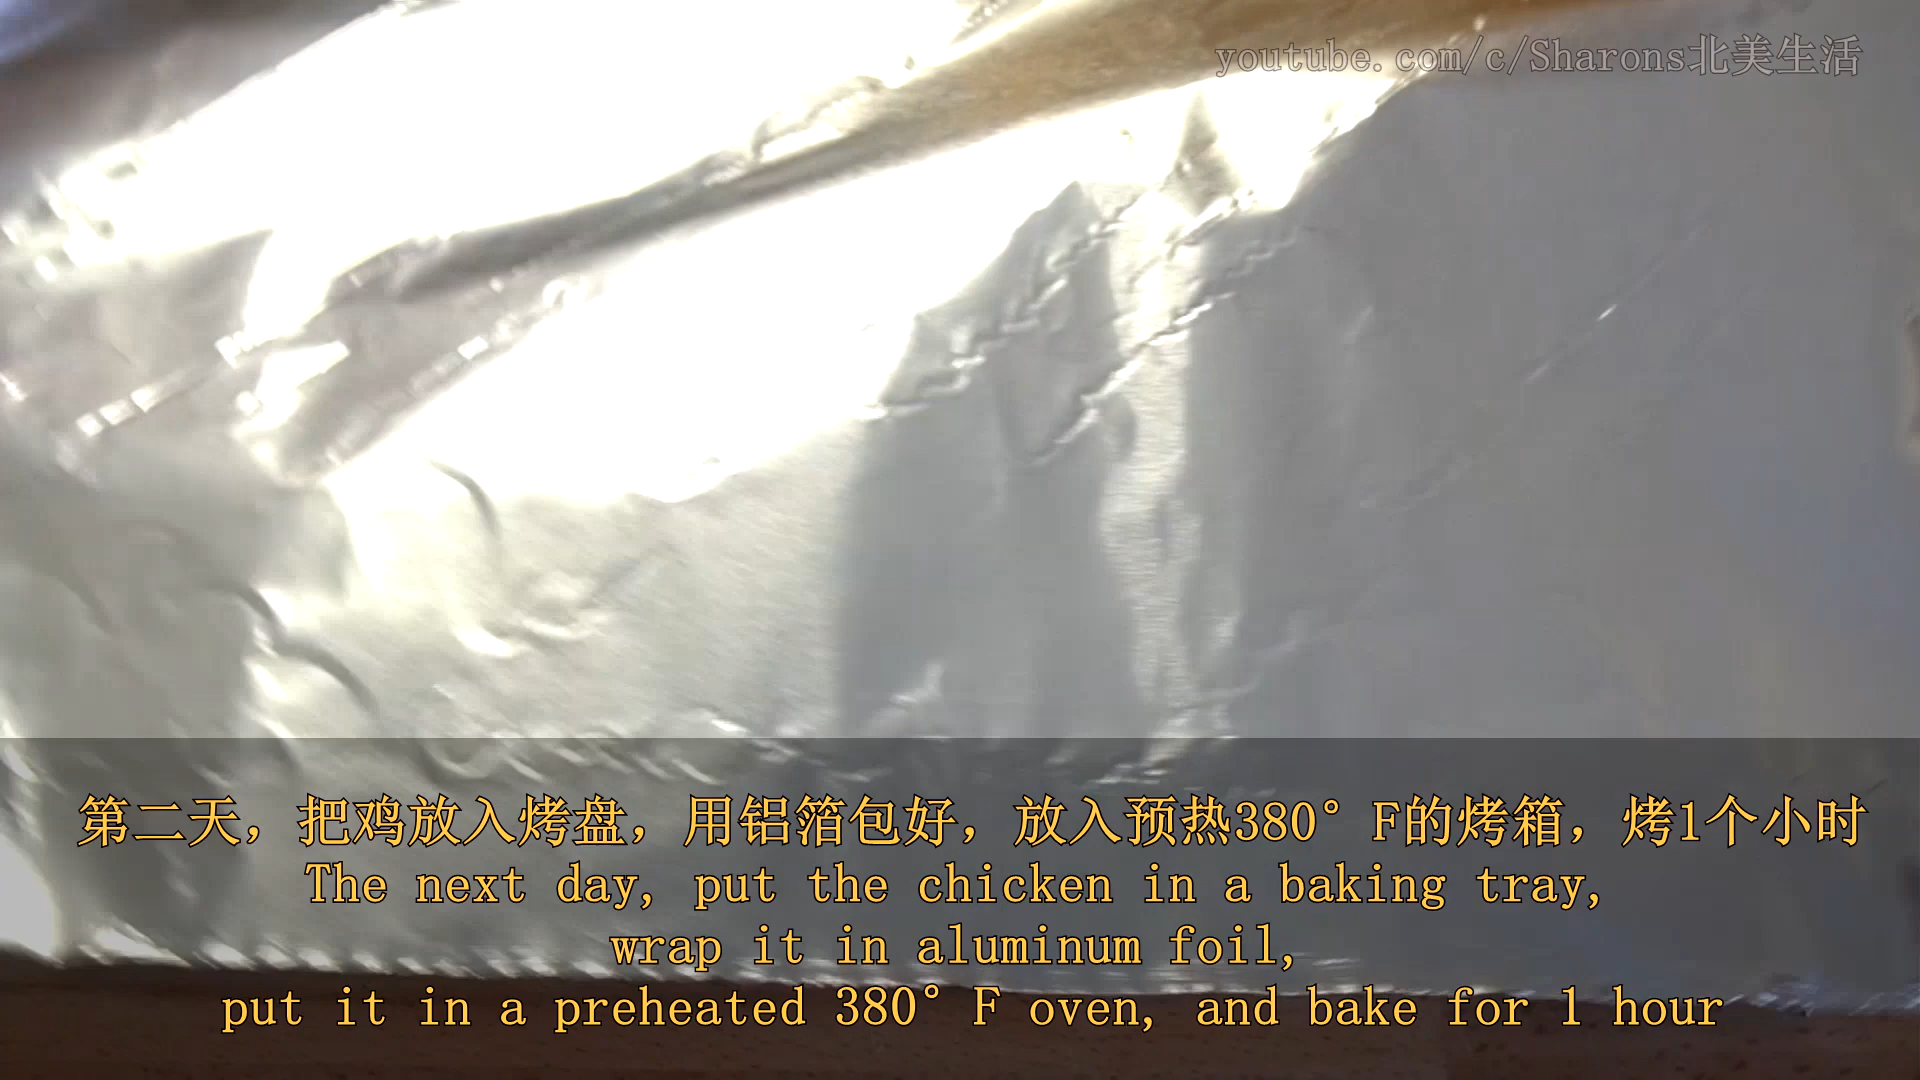 youtube.com/c/Sharons北美生活
第二天，把鸡放入烤盘，用铝箔包好，放入预热380°F的烤箱，烤1个小时
The next day, put the chicken in a baking tray,
wrap it in aluminum foil,
put it in a preheated 380°F oven, and bake for 1 hour